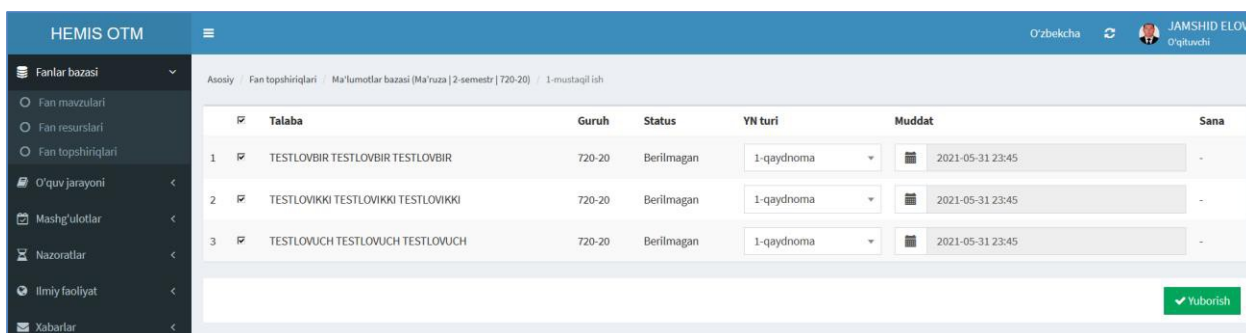 HEMIS OTM
O'zbekcha
JAMSHID ELOV
O'qituvchi
Fanlar bazasi
Fan mavzulari
Fan resurslari
Fan topshiriqlari
O'quv jarayoni
Mashg'ulotlar
Nazoratlar
Ilmiy faoliyat
Xabarlar
Asosiy / Fan topshiriqlari / Ma'lumotlar bazasi (Ma'ruza | 2-semestr | 720-20) / 1-mustaqil ish
Talaba Guruh Status YN turi Muddat Sana
1 TESTLOVBIR TESTLOVBIR TESTLOVBIR 720-20 Berilmagan 1-qaydnoma 2021-05-31 23:45 -
2 TESTLOVIKKI TESTLOVIKKI TESTLOVIKKI 720-20 Berilmagan 1-qaydnoma 2021-05-31 23:45 -
3 TESTLOVUCH TESTLOVUCH TESTLOVUCH 720-20 Berilmagan 1-qaydnoma 2021-05-31 23:45 -
Yuborish